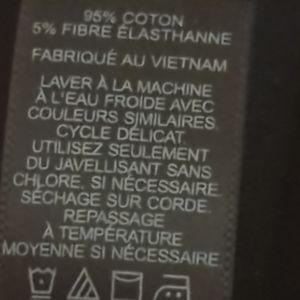 95% COTON
5% FIBRE ÉLASTHANNE
FABRIQUÉ AU VIETNAM
LAVER À LA MACHINE
À L'EAU FROIDE AVEC
COULEURS SIMILAIRES.
CYCLE DÉLICAT.
UTILISEZ SEULEMENT
DU JAVELLISANT SANS
CHLORE, SI NÉCESSAIRE.
SÉCHAGE SUR CORDE.
REPASSAGE
À TEMPÉRATURE
MOYENNE SI NÉCESSAIRE.